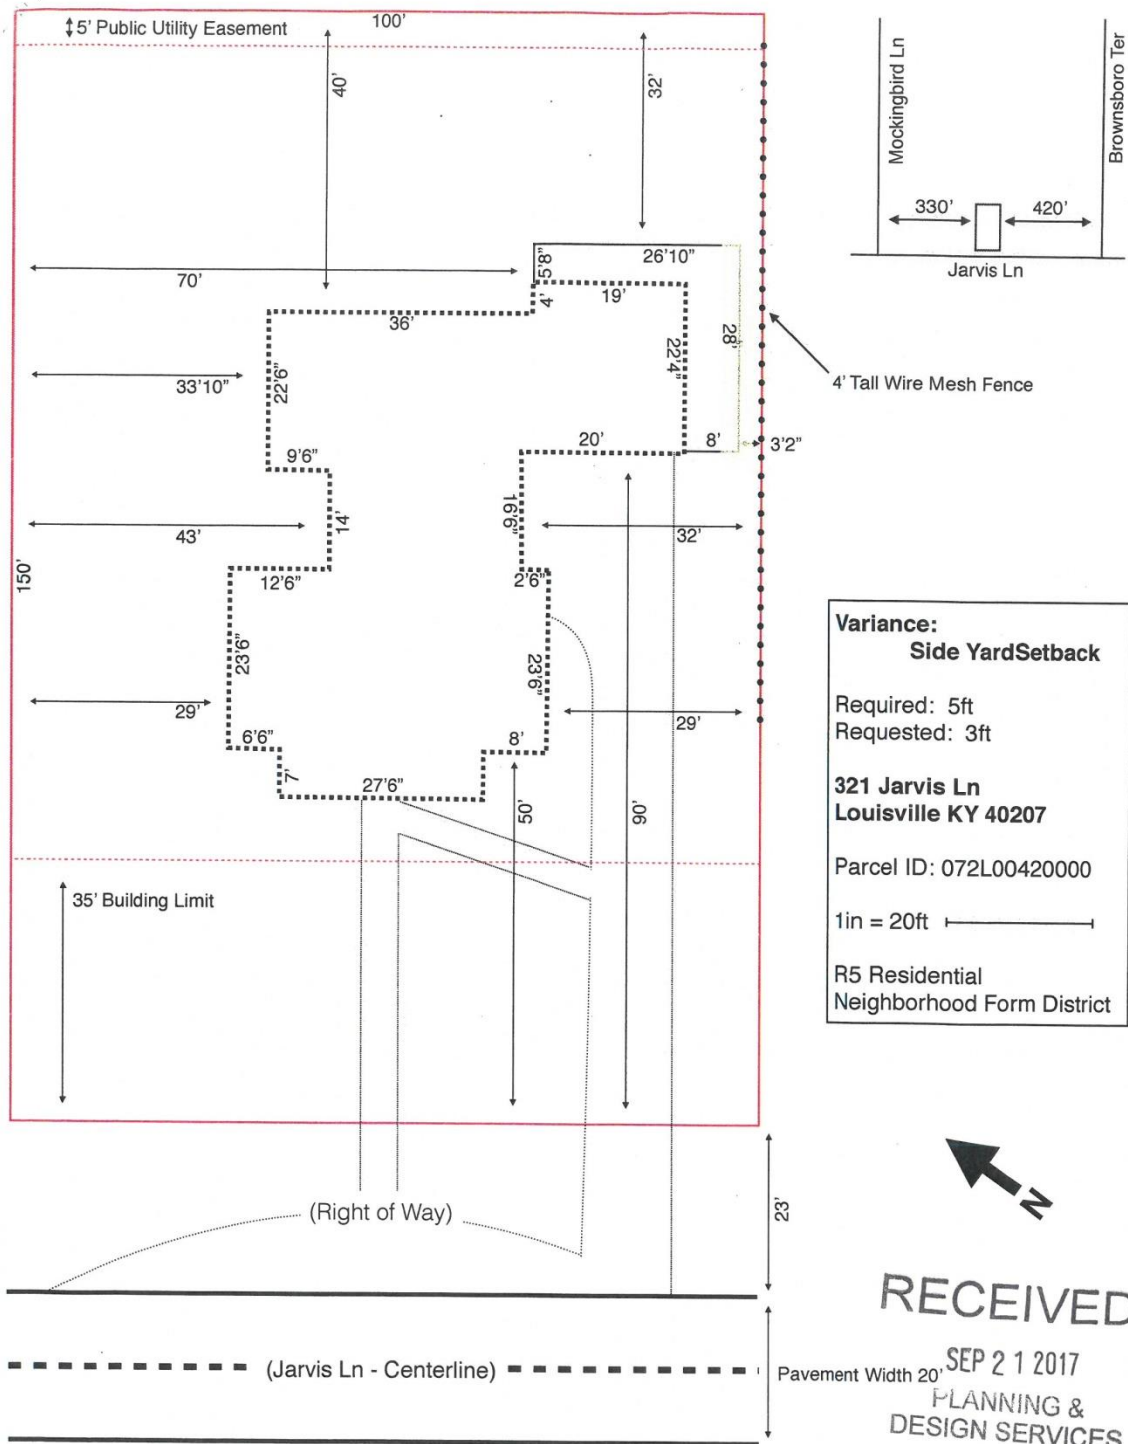 5' Public Utility Easement
100'
40'
32'
Mockingbird Ln
Brownsboro Ter
330'
420'
Jarvis Ln
26'10"
5'8"
70'
4'
19'
36'
28'
22'4"
4' Tall Wire Mesh Fence
33'10"
22'6"
20'
8'
3'2"
9'6"
14'
16'6"
43'
32'
150'
12'6"
2'6"
23'6"
23'6"
29'
29'
6'6"
8'
7'
27'6"
50'
90'
35' Building Limit
Variance:
Side YardSetback
Required: 5ft
Requested: 3ft
321 Jarvis Ln
Louisville KY 40207
Parcel ID: 072L00420000
1in = 20ft
R5 Residential
Neighborhood Form District
N
(Right of Way)
23'
(Jarvis Ln - Centerline)
Pavement Width 20'
RECEIVED
SEP 21 2017
PLANNING &
DESIGN SERVICES